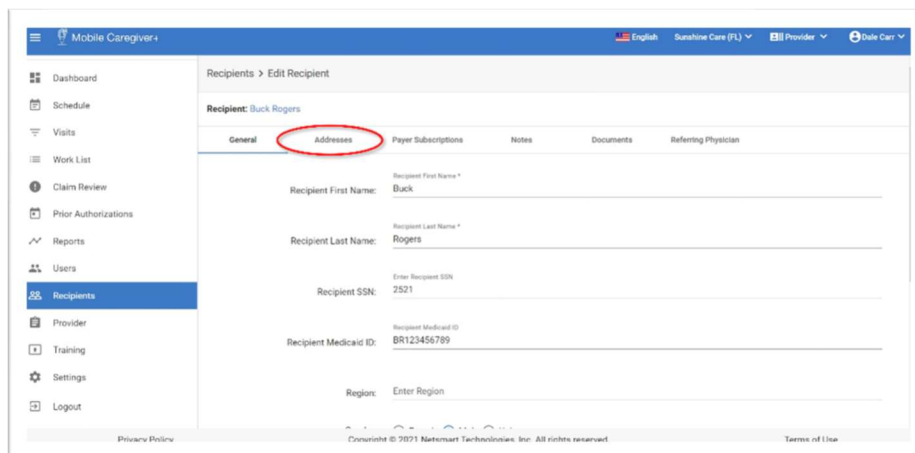 Mobile Caregiver+
English Sunshine Care (FL) Provider Dale Carr
Dashboard
Schedule
Visits
Work List
Claim Review
Prior Authorizations
Reports
Users
Recipients
Provider
Training
Settings
Logout
Recipients > Edit Recipient
Recipient: Buck Rogers
General Addresses Payer Subscriptions Notes Documents Referring Physician
Recipient First Name *
Recipient First Name: Buck
Recipient Last Name *
Recipient Last Name: Rogers
Enter Recipient SSN
Recipient SSN: 2521
Recipient Medicaid ID
Recipient Medicaid ID: BR123456789
Region: Enter Region
Privacy Policy Copyright © 2021 Netsmart Technologies, Inc. All rights reserved. Terms of Use